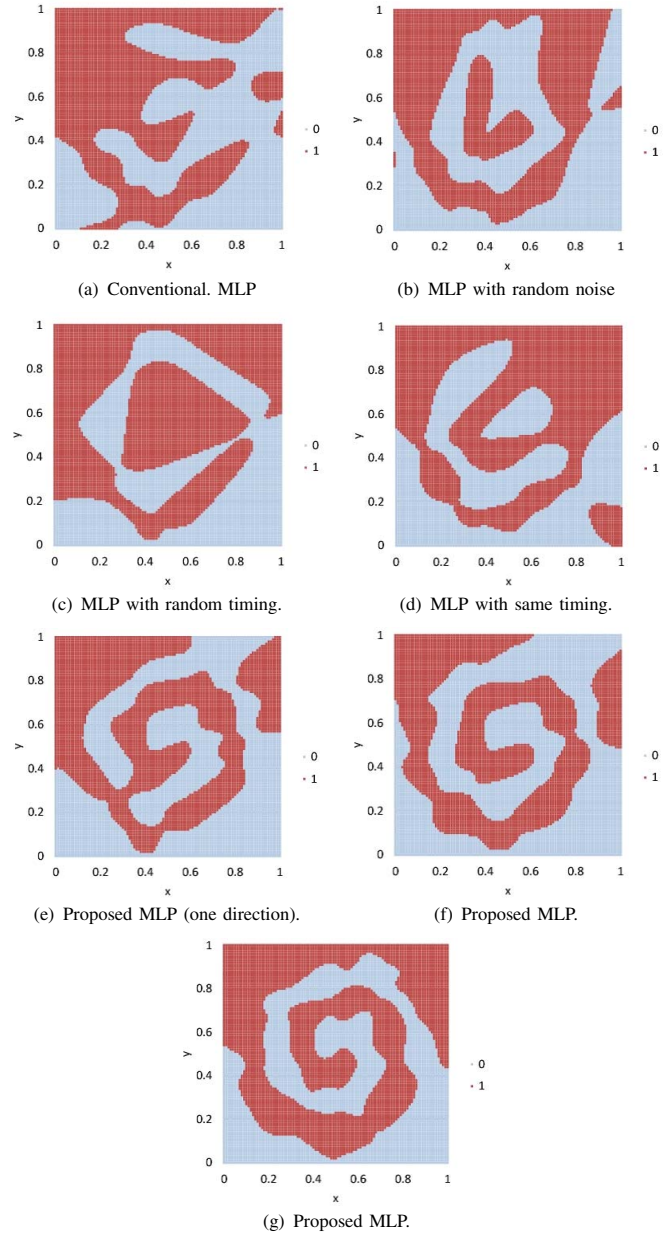 1
0.8
0.6
y
0.4
0.2
0
0 0.2 0.4 0.6 0.8 1
x
0
1
(a) Conventional. MLP
1
0.8
0.6
y
0.4
0.2
0
0 0.2 0.4 0.6 0.8 1
x
0
1
(b) MLP with random noise
1
0.8
0.6
y
0.4
0.2
0
0 0.2 0.4 0.6 0.8 1
x
0
1
(c) MLP with random timing.
1
0.8
0.6
y
0.4
0.2
0
0 0.2 0.4 0.6 0.8 1
x
0
1
(d) MLP with same timing.
1
0.8
0.6
y
0.4
0.2
0
0 0.2 0.4 0.6 0.8 1
x
0
1
(e) Proposed MLP (one direction).
1
0.8
0.6
y
0.4
0.2
0
0 0.2 0.4 0.6 0.8 1
x
0
1
(f) Proposed MLP.
1
0.8
0.6
y
0.4
0.2
0
0 0.2 0.4 0.6 0.8 1
x
0
1
(g) Proposed MLP.